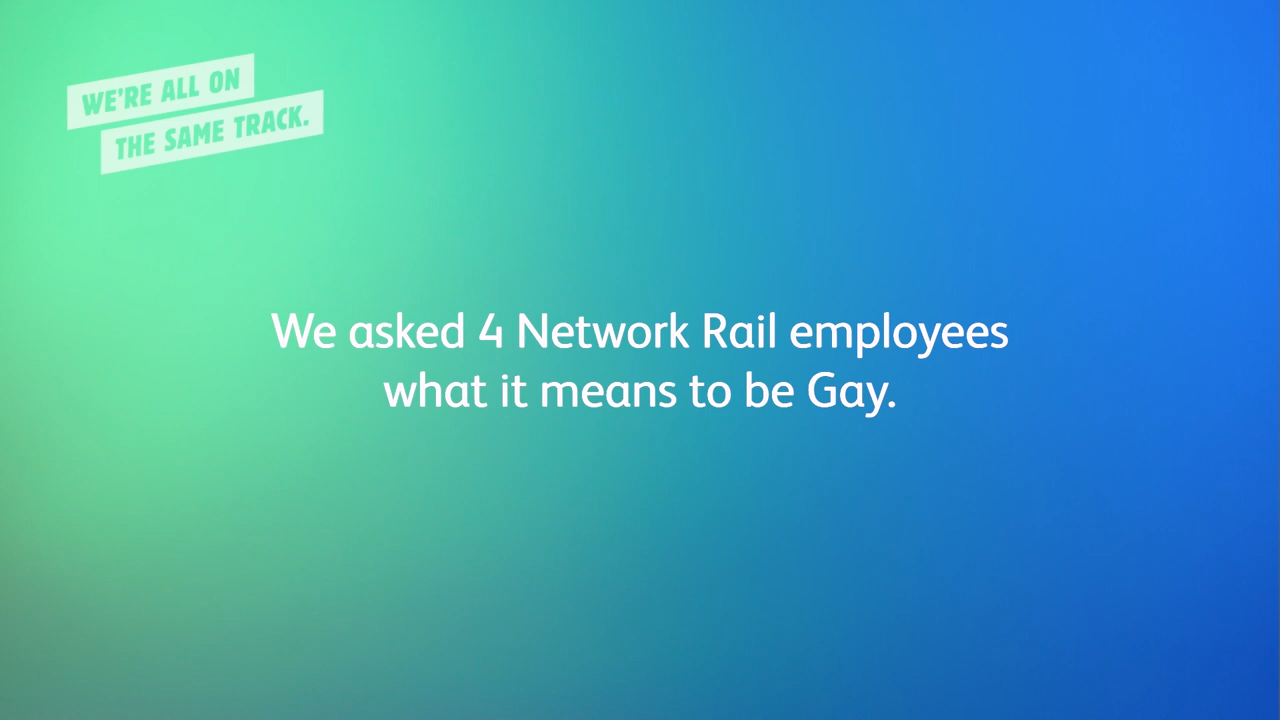 WE'RE ALL ON
THE SAME TRACK.
We asked 4 Network Rail employees
what it means to be Gay.